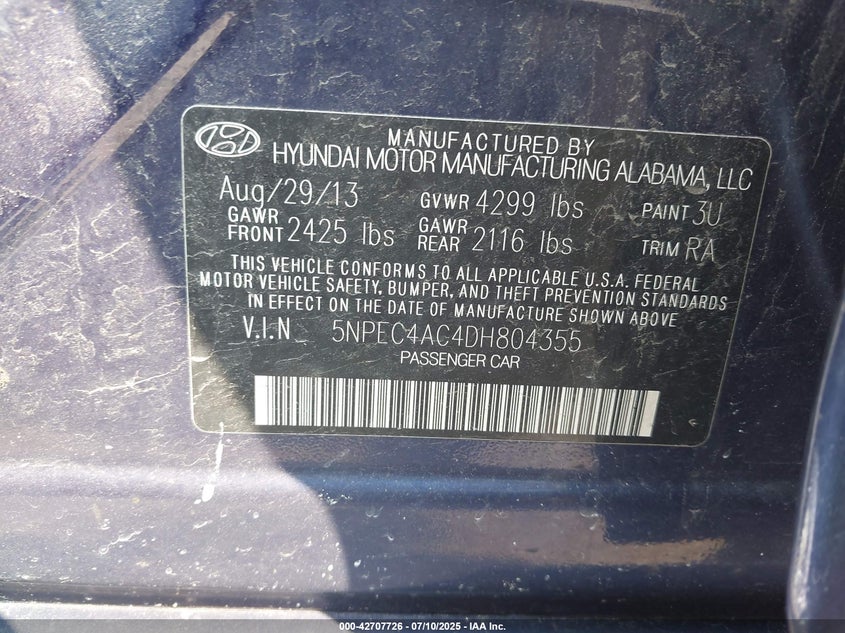 MANUFACTURED BY
HYUNDAI MOTOR MANUFACTURING ALABAMA, LLC
Aug/29/13 GVWR 4299 lbs PAINT 3U
GAWR FRONT 2425 lbs GAWR REAR 2116 lbs TRIM RA
THIS VEHICLE CONFORMS TO ALL APPLICABLE U.S.A. FEDERAL
MOTOR VEHICLE SAFETY, BUMPER, AND THEFT PREVENTION STANDARDS
IN EFFECT ON THE DATE OF MANUFACTURE SHOWN ABOVE
V.I.N 5NPEC4AC4DH804355
PASSENGER CAR
000-42707726 - 07/10/2025 - IAA Inc.